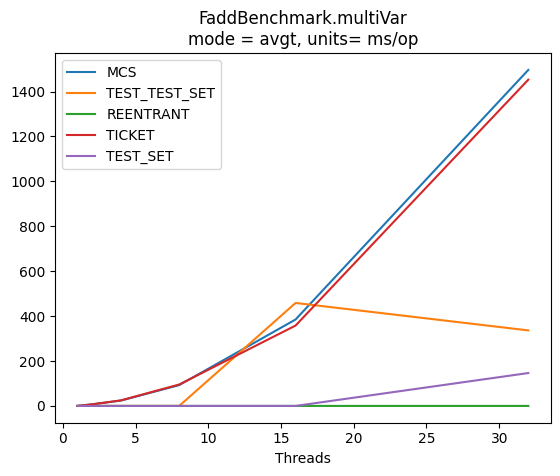 FaddBenchmark.multiVar
mode = avgt, units= ms/op
MCS
TEST_TEST_SET
REENTRANT
TICKET
TEST_SET
1400
1200
1000
800
600
400
200
0
0 5 10 15 20 25 30
Threads